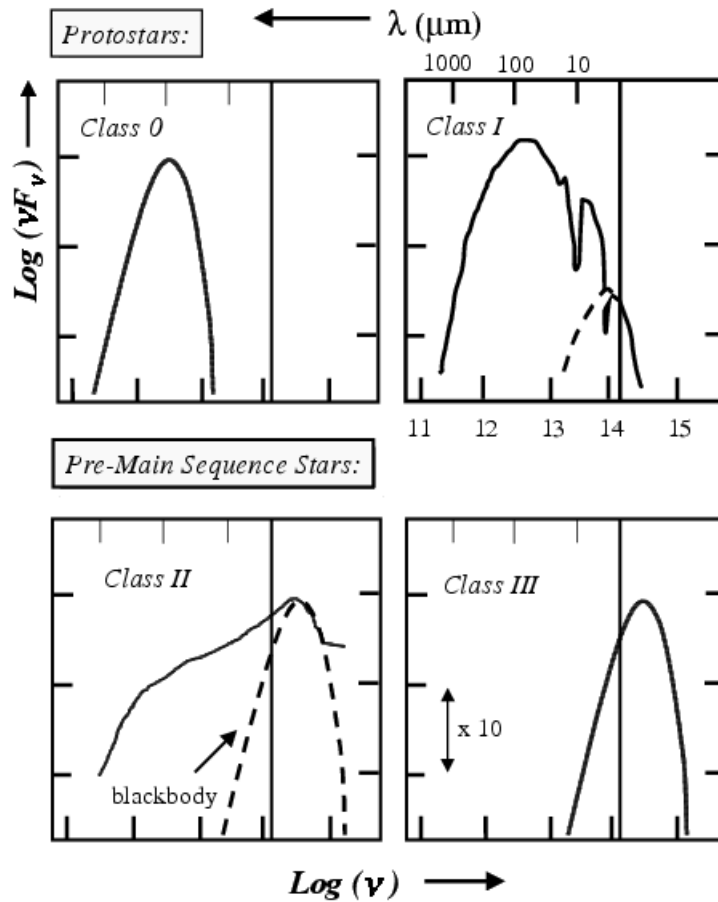 Protostars:
λ (μm)
1000 100 10
Log (νFν)
Class 0
Class I
11 12 13 14 15
Pre-Main Sequence Stars:
Class II
blackbody
Class III
x 10
Log (ν)